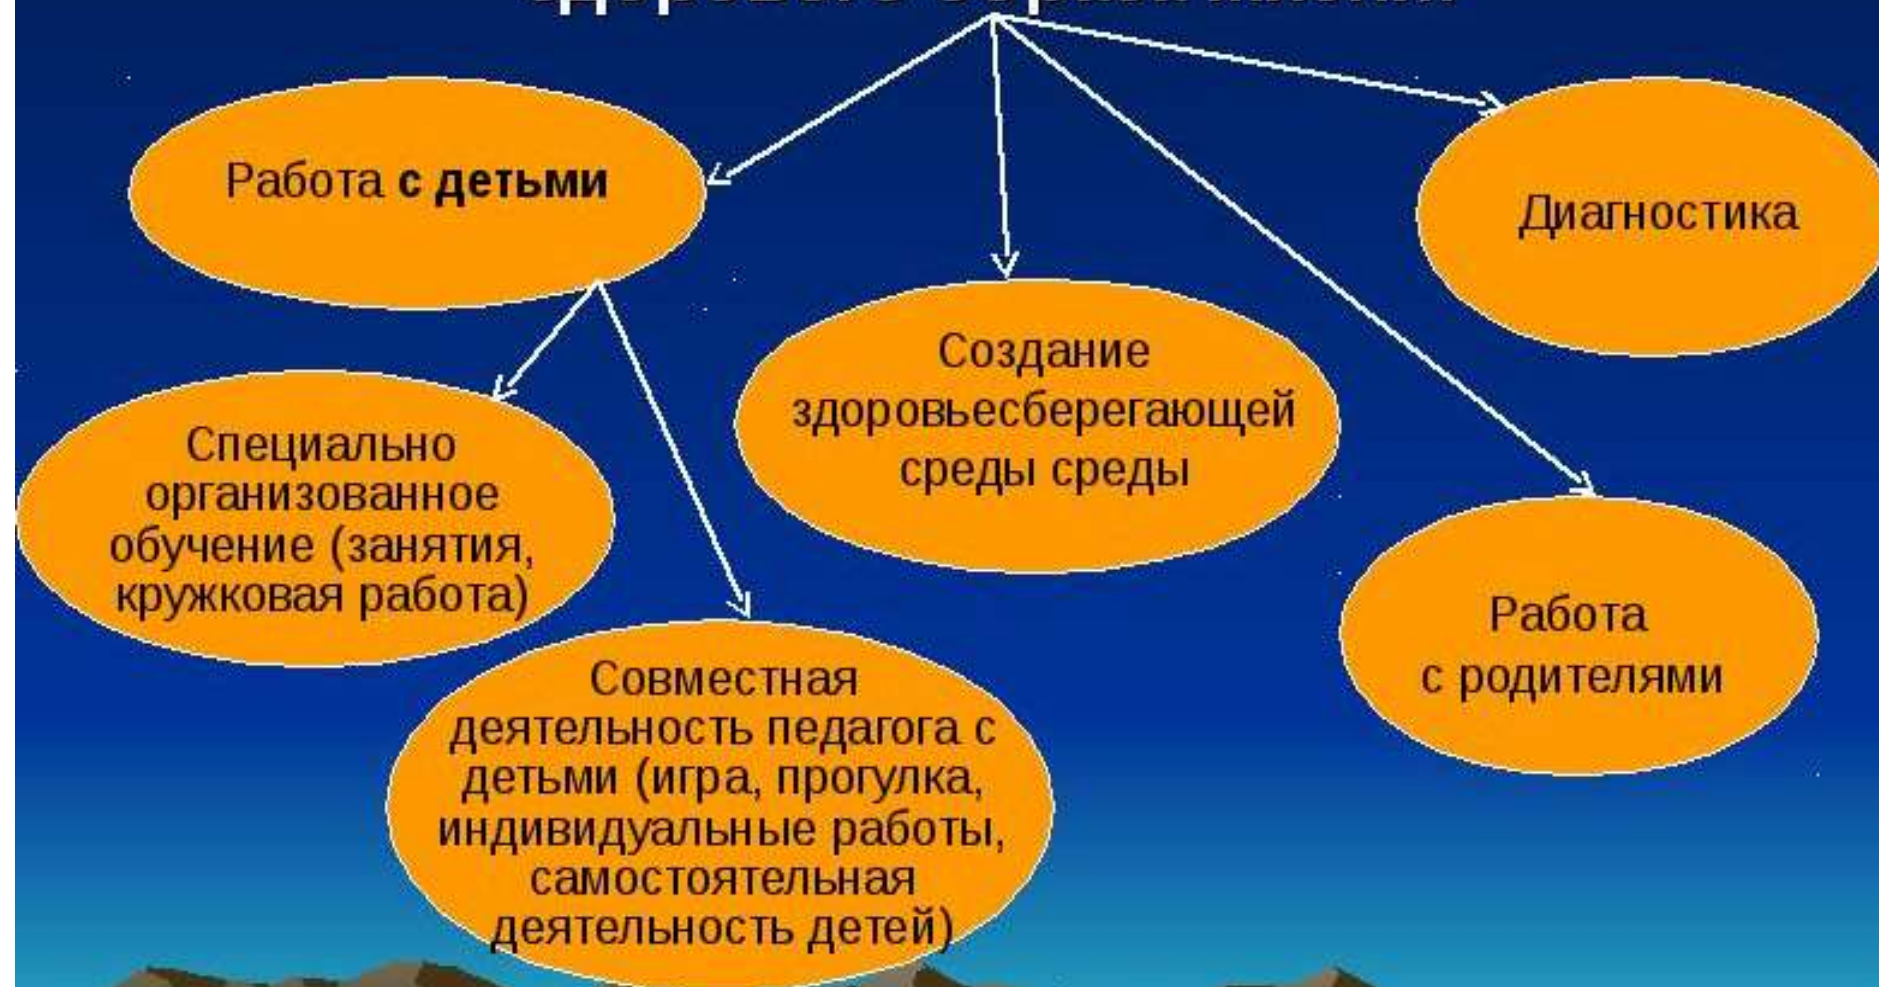 Работа с детьми
Диагностика
Создание
здоровьесберегающей
среды среды
Специально
организованное
обучение (занятия,
кружковая работа)
Работа
с родителями
Совместная
деятельность педагога с
детьми (игра, прогулка,
индивидуальные работы,
самостоятельная
деятельность детей)